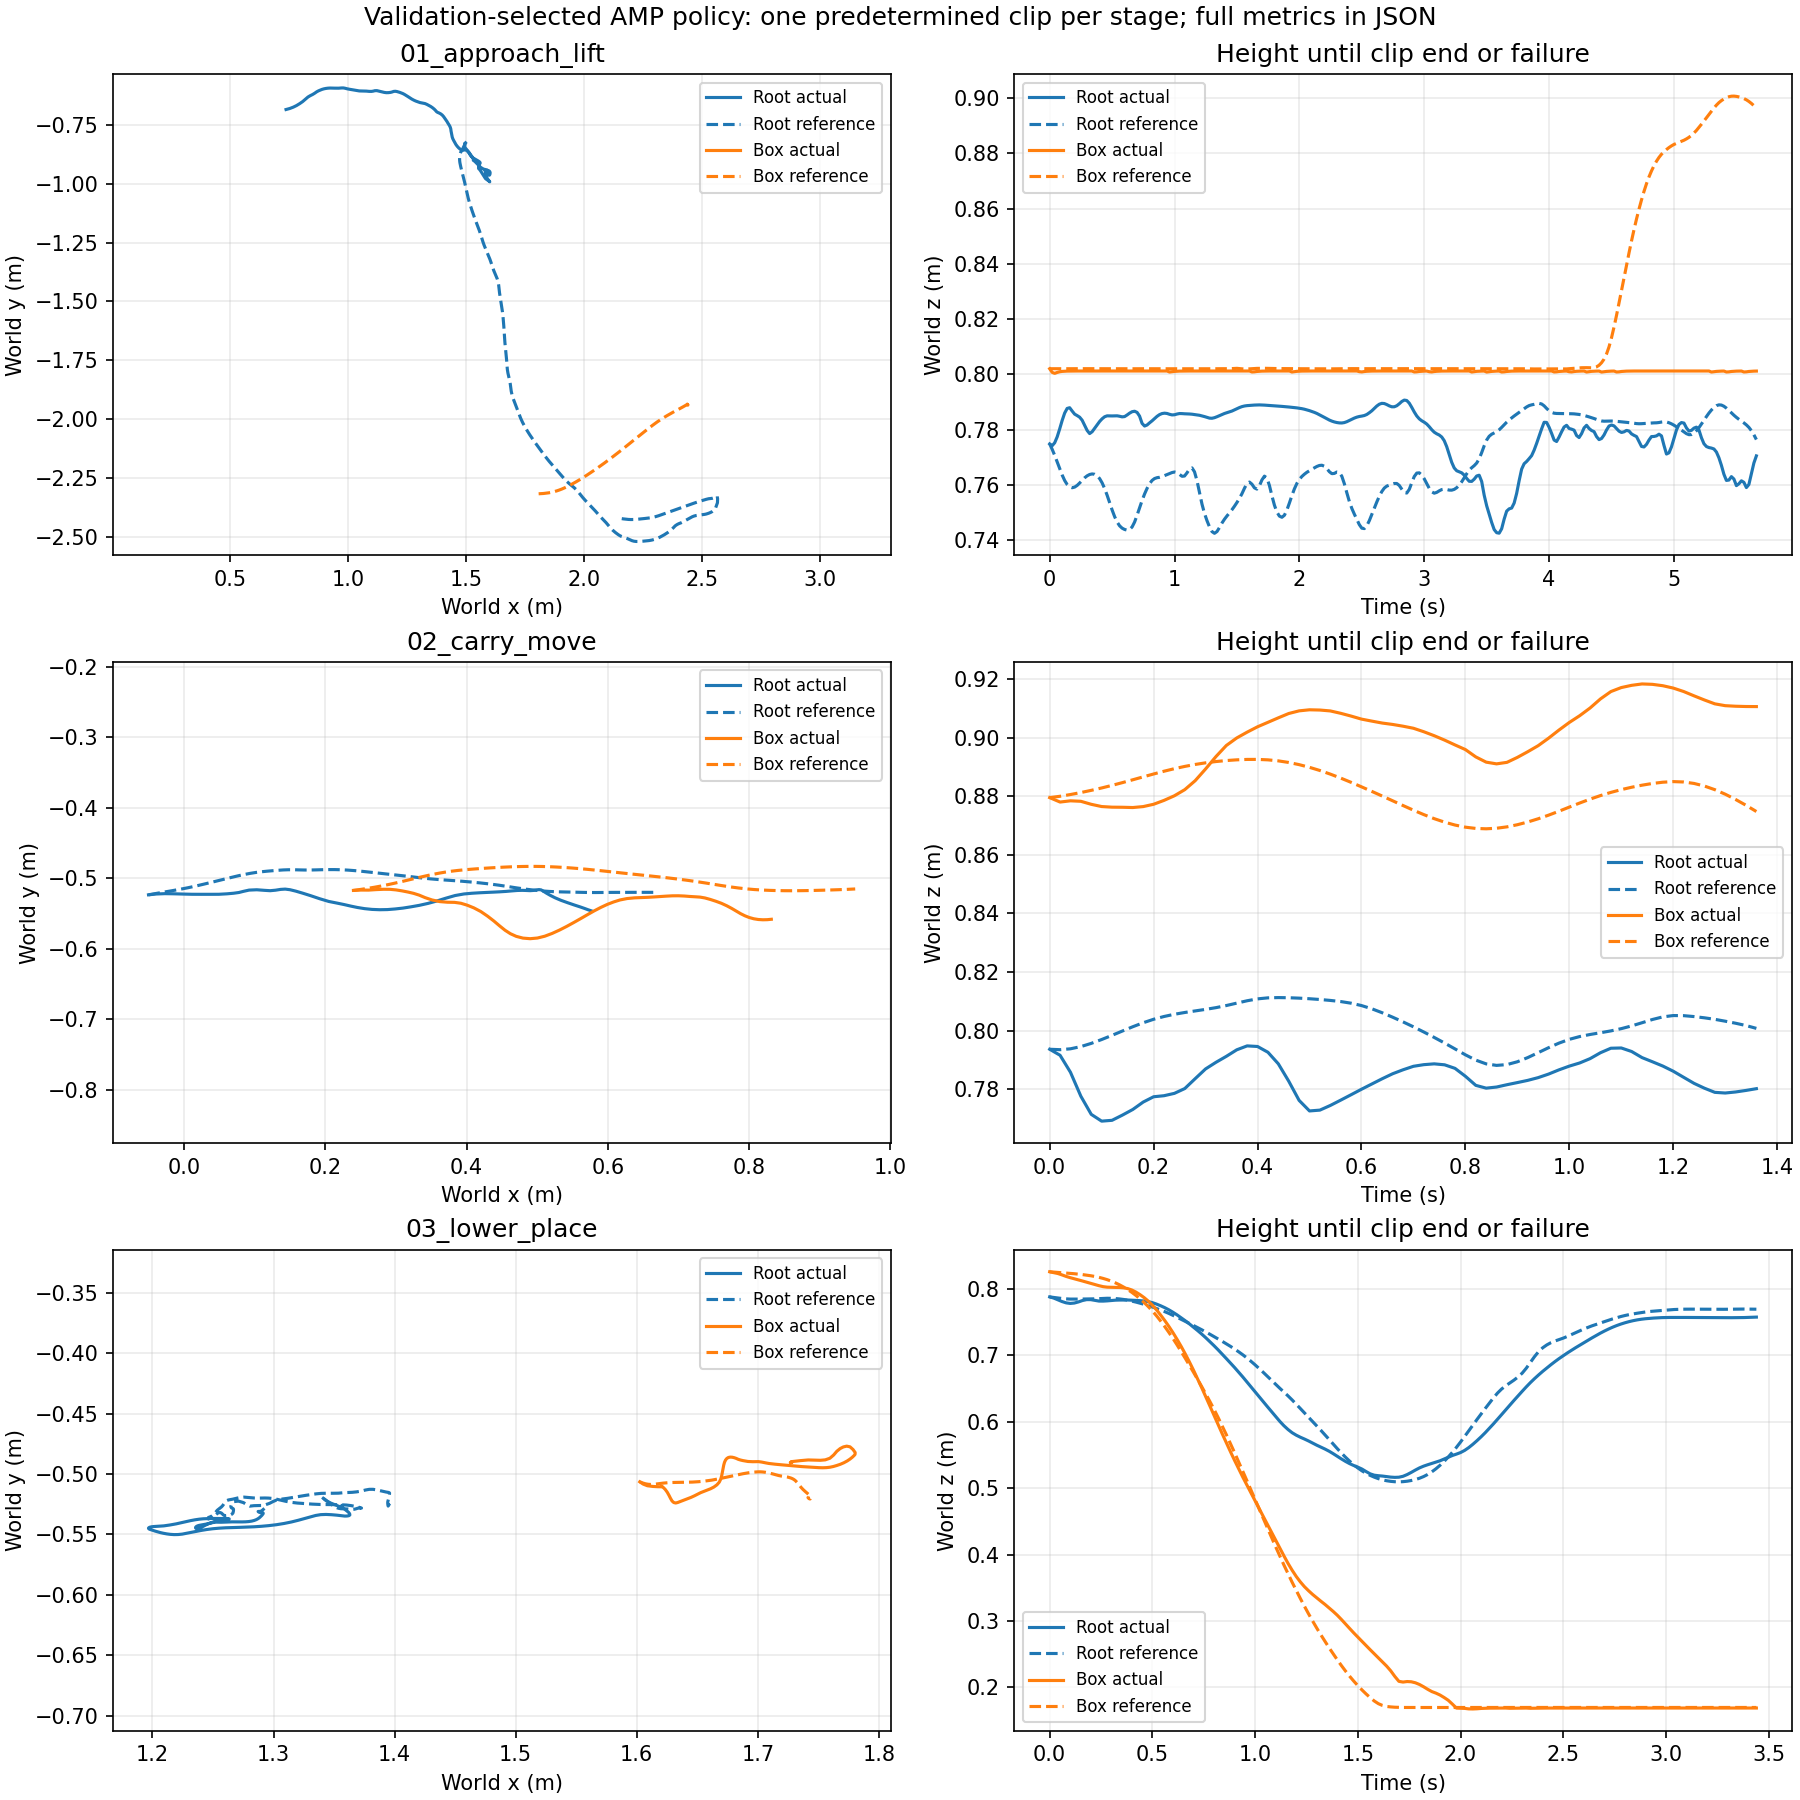 Validation-selected AMP policy: one predetermined clip per stage; full metrics in JSON
01_approach_lift
Root actual
Root reference
Box actual
Box reference
World y (m)
−0.75
−1.00
−1.25
−1.50
−1.75
−2.00
−2.25
−2.50
0.5 1.0 1.5 2.0 2.5 3.0
World x (m)
Height until clip end or failure
Root actual
Root reference
Box actual
Box reference
World z (m)
0.90
0.88
0.86
0.84
0.82
0.80
0.78
0.76
0.74
0 1 2 3 4 5
Time (s)
02_carry_move
Root actual
Root reference
Box actual
Box reference
World y (m)
−0.2
−0.3
−0.4
−0.5
−0.6
−0.7
−0.8
0.0 0.2 0.4 0.6 0.8 1.0
World x (m)
Height until clip end or failure
Root actual
Root reference
Box actual
Box reference
World z (m)
0.92
0.90
0.88
0.86
0.84
0.82
0.80
0.78
0.0 0.2 0.4 0.6 0.8 1.0 1.2 1.4
Time (s)
03_lower_place
Root actual
Root reference
Box actual
Box reference
World y (m)
−0.35
−0.40
−0.45
−0.50
−0.55
−0.60
−0.65
−0.70
1.2 1.3 1.4 1.5 1.6 1.7 1.8
World x (m)
Height until clip end or failure
Root actual
Root reference
Box actual
Box reference
World z (m)
0.8
0.7
0.6
0.5
0.4
0.3
0.2
0.0 0.5 1.0 1.5 2.0 2.5 3.0 3.5
Time (s)